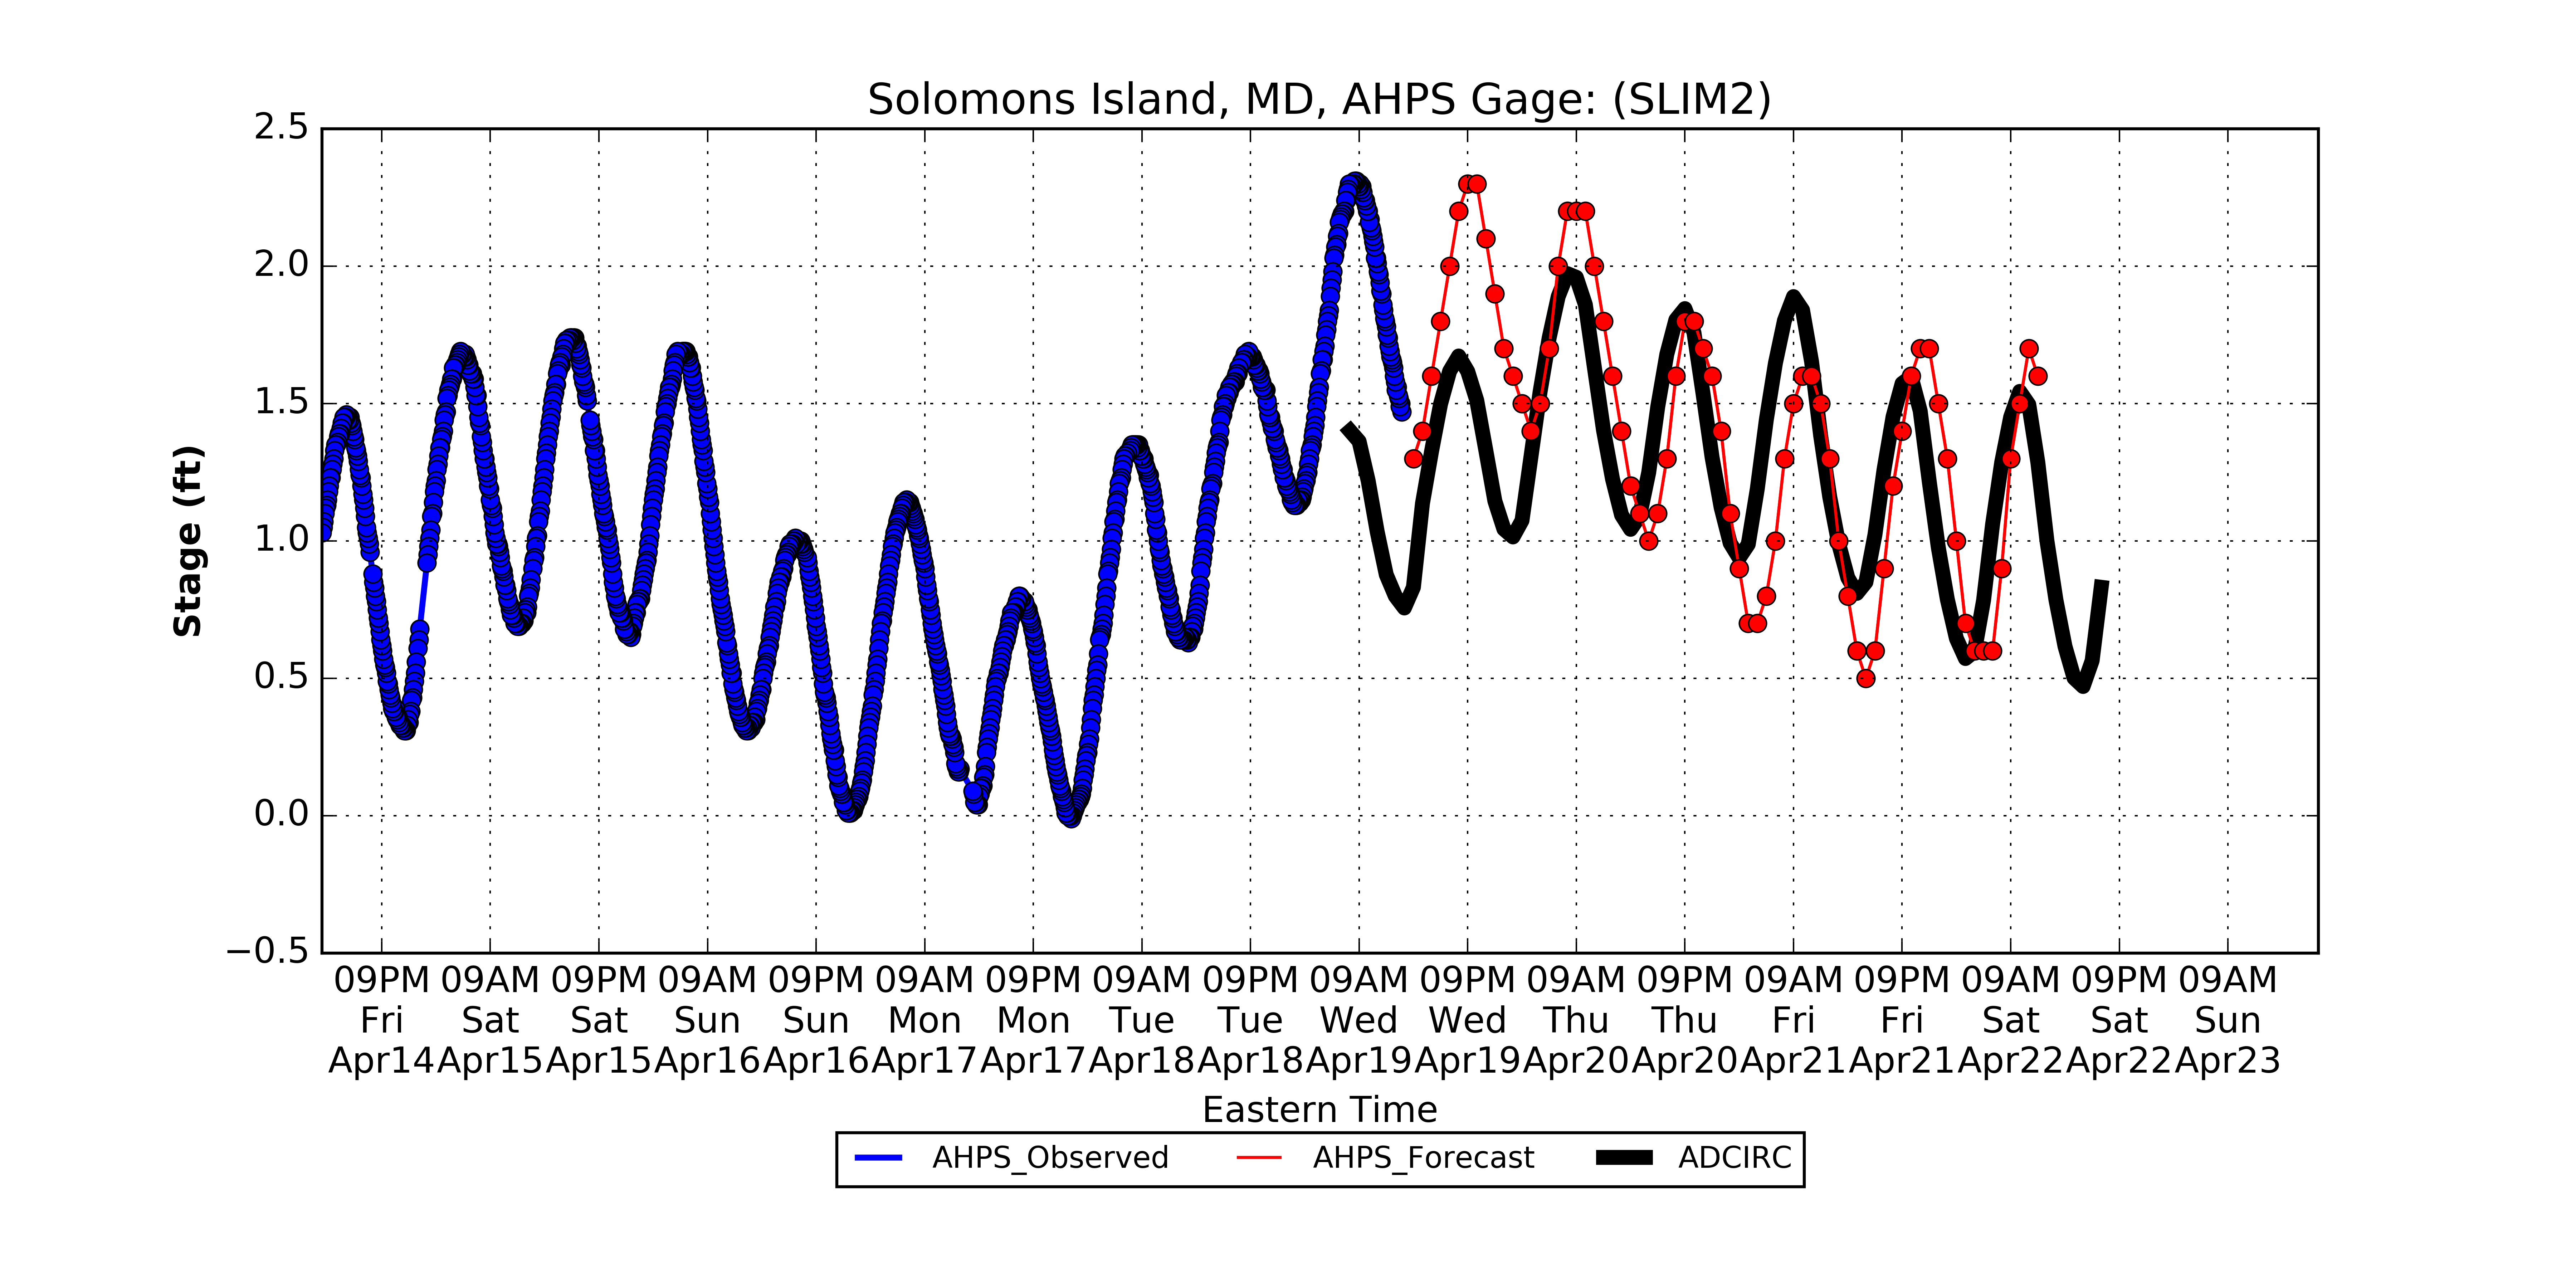 Solomons Island, MD, AHPS Gage: (SLIM2)
2.5
2.0
1.5
1.0
0.5
0.0
−0.5
Stage (ft)
09PM 09AM 09PM 09AM 09PM 09AM 09PM 09AM 09PM 09AM 09PM 09AM 09PM 09AM 09PM 09AM 09PM 09AM
Fri Sat Sat Sun Sun Mon Mon Tue Tue Wed Wed Thu Thu Fri Fri Sat Sat Sun
Apr14 Apr15 Apr15 Apr16 Apr16 Apr17 Apr17 Apr18 Apr18 Apr19 Apr19 Apr20 Apr20 Apr21 Apr21 Apr22 Apr22 Apr23
Eastern Time
AHPS_Observed AHPS_Forecast ADCIRC